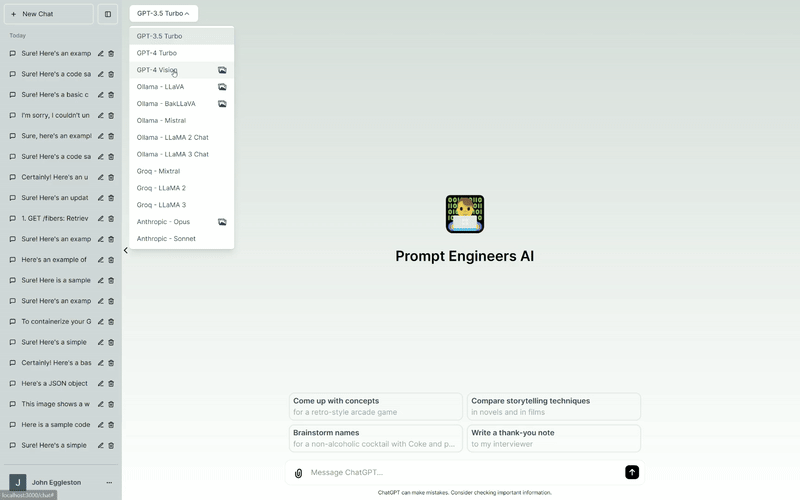 New Chat
Today
Sure! Here's an examp
Sure! Here's a code sa
Sure! Here's a basic c
I'm sorry, I couldn't un
Sure, here's an exampl
Sure! Here's a code sa
Certainly! Here's an u
Sure! Here's an updat
1. GET /fibers: Retriev
Sure! Here's an examp
Here's an example of
Sure! Here is a sample
Sure! Here's an examp
To containerize your G
Sure! Here's a simple
Certainly! Here's a bas
Here's a JSON object
This image shows a w
Here is a sample code
Sure! Here's a simple
J John Eggleston
localhost:3000/chat#
GPT-3.5 Turbo
GPT-3.5 Turbo
GPT-4 Turbo
GPT-4 Vision
Ollama - LLaVA
Ollama - BakLLaVA
Ollama - Mistral
Ollama - LLaMA 2 Chat
Ollama - LLaMA 3 Chat
Groq - Mixtral
Groq - LLaMA 2
Groq - LLaMA 3
Anthropic - Opus
Anthropic - Sonnet
Prompt Engineers AI
Come up with concepts
for a retro-style arcade game
Compare storytelling techniques
in novels and in films
Brainstorm names
for a non-alcoholic cocktail with Coke and p...
Write a thank-you note
to my interviewer
Message ChatGPT...
ChatGPT can make mistakes. Consider checking important information.